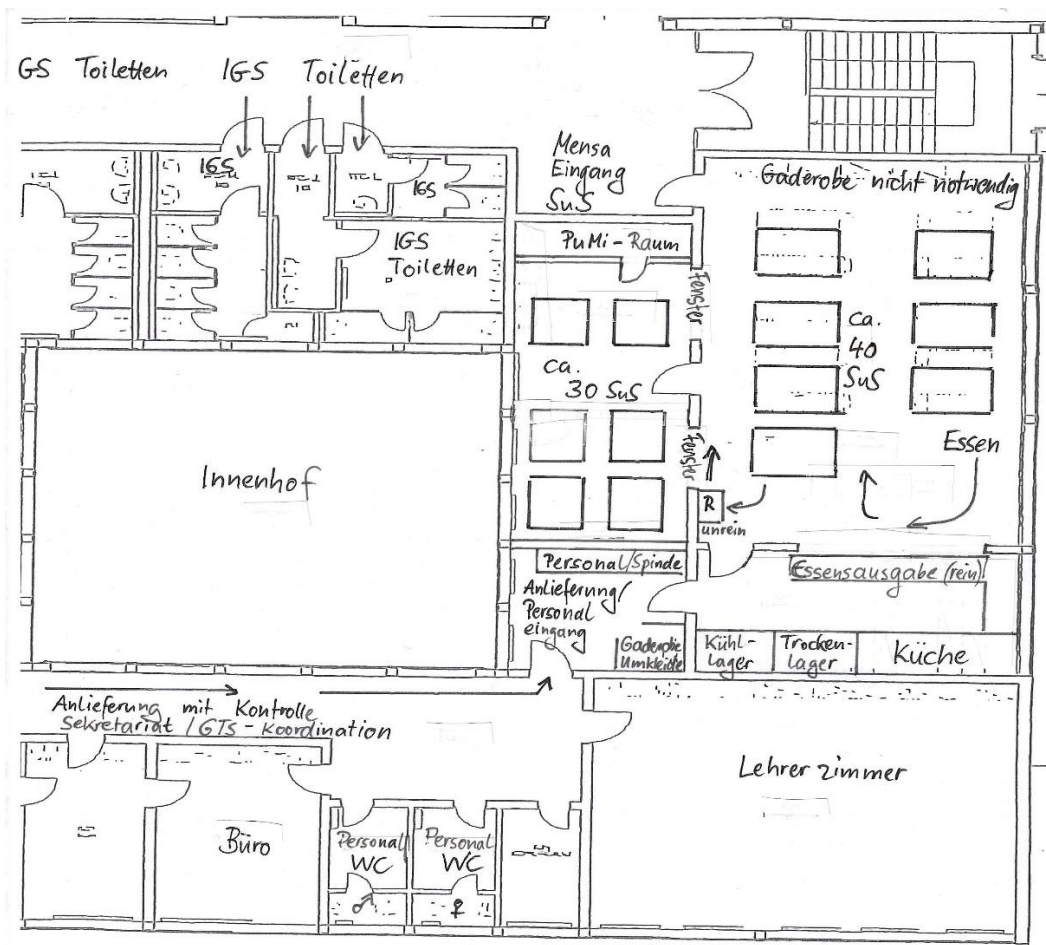 GS Toiletten
IGS Toiletten
IGS
IGS
IGS
Toiletten
Mensa
Eingang
SuS
Gaderobe nicht notwendig
PuMi-Raum
Fenster
ca.
30 SuS
Fenster
ca.
40
SuS
Essen
R
unrein
Innenhof
Personal/Spinde
Anlieferung/
Personal
eingang
Gaderobe
Umkleide
Essensausgabe (rein)
Kühl-
lager
Trocken-
lager
Küche
Anlieferung mit Kontrolle
Sekretariat / GTS-Koordination
Büro
Personal
WC
Personal
WC
♂
♀
Lehrerzimmer